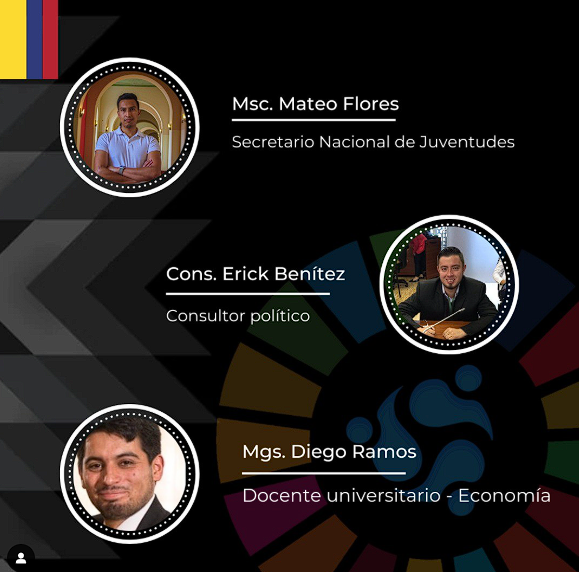 Msc. Mateo Flores
Secretario Nacional de Juventudes
Cons. Erick Benítez
Consultor político
Mgs. Diego Ramos
Docente universitario - Economía